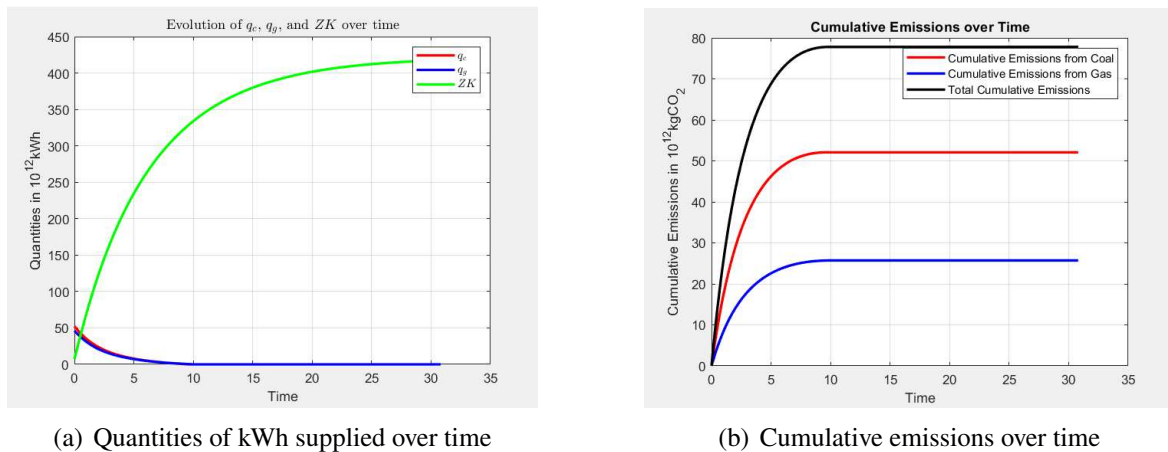 Evolution of $q_c$, $q_g$, and $ZK$ over time
450
400
350
300
250
200
150
100
50
0
Quantities in 10^{12}kWh
0 5 10 15 20 25 30 35
Time
$q_c$
$q_g$
$ZK$
(a) Quantities of kWh supplied over time
Cumulative Emissions over Time
80
70
60
50
40
30
20
10
0
Cumulative Emissions in 10^{12}kgCO_2
0 5 10 15 20 25 30 35
Time
Cumulative Emissions from Coal
Cumulative Emissions from Gas
Total Cumulative Emissions
(b) Cumulative emissions over time